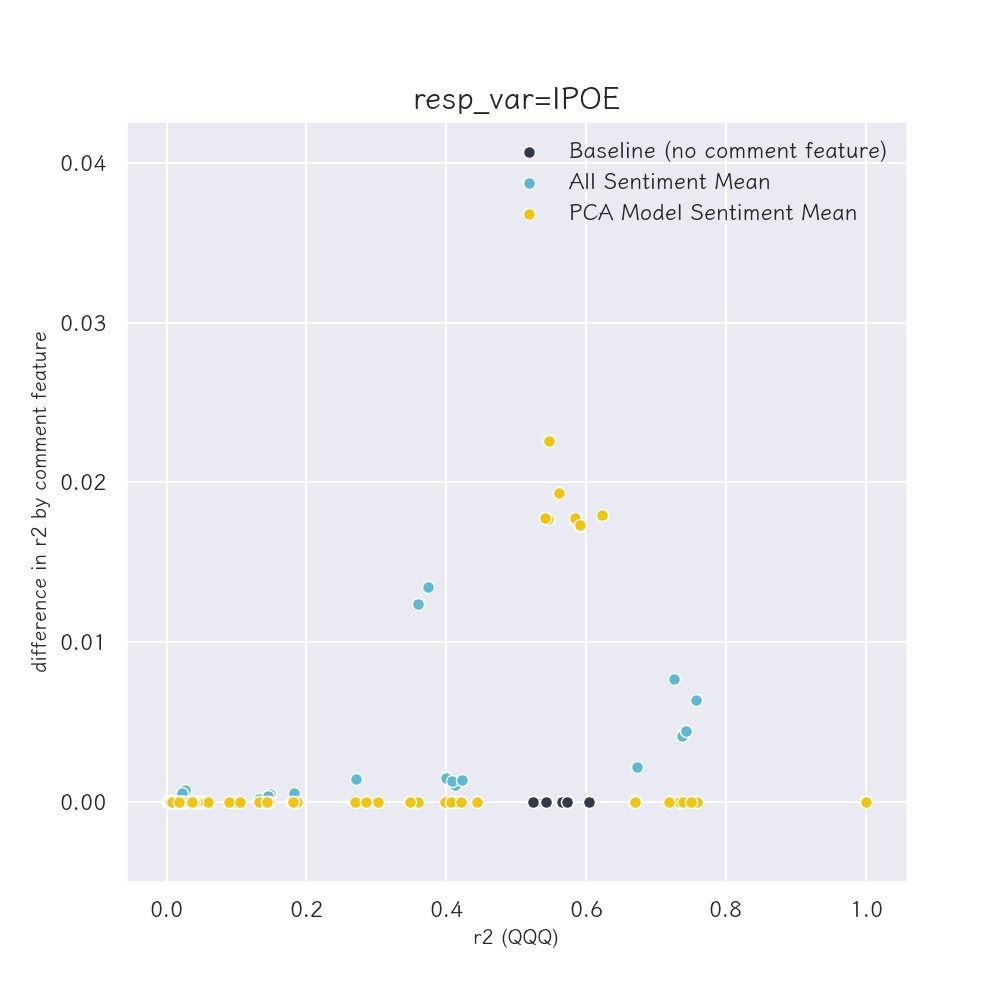 resp_var=IPOE
Baseline (no comment feature)
All Sentiment Mean
PCA Model Sentiment Mean
difference in r2 by comment feature
0.04
0.03
0.02
0.01
0.00
0.0 0.2 0.4 0.6 0.8 1.0
r2 (QQQ)